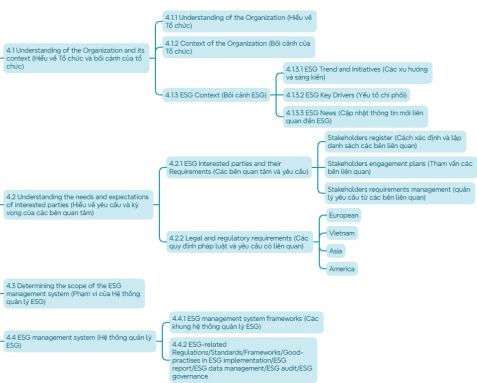 4.1 Understanding of the Organization and its
context (Hiểu về Tổ chức và bối cảnh của tổ
chức)
4.1.1 Understanding of the Organization (Hiểu về
Tổ chức)
4.1.2 Context of the Organization (Bối cảnh của
Tổ chức)
4.1.3 ESG Context (Bối cảnh ESG)
4.1.3.1 ESG Trend and Initiatives (Các xu hướng
và sáng kiến)
4.1.3.2 ESG Key Drivers (Yếu tố chi phối)
4.1.3.3 ESG News (Cập nhật thông tin mới liên
quan đến ESG)
4.2 Understanding the needs and expectations
of interested parties (Hiểu về yêu cầu và kỳ
vọng của các bên quan tâm)
4.2.1 ESG Interested parties and their
Requirements (Các bên quan tâm và yêu cầu)
Stakeholders register (Cách xác định và lập
danh sách các bên liên quan)
Stakeholders engagement plans (Tham vấn các
bên liên quan)
Stakeholders requirements management (quản
lý yêu cầu từ các bên liên quan)
4.2.2 Legal and regulatory requirements (Các
quy định pháp luật và yêu cầu có liên quan)
European
Vietnam
Asia
America
4.3 Determining the scope of the ESG
management system (Phạm vi của Hệ thống
quản lý ESG)
4.4 ESG management system (Hệ thống quản lý
ESG)
4.4.1 ESG management system frameworks (Các
khung hệ thống quản lý ESG)
4.4.2 ESG-related
Regulations/Standards/Frameworks/Good-
practises in ESG implementation/ESG
report/ESG data management/ESG audit/ESG
governance